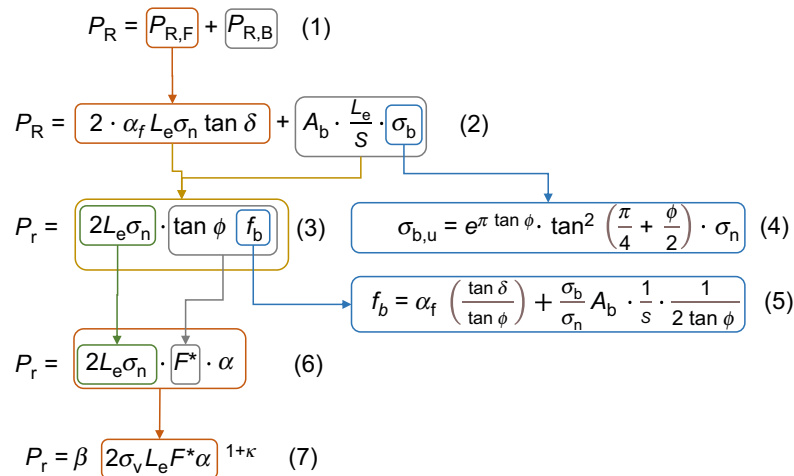 P_R = P_R,F + P_R,B (1)
P_R = 2 · α_f L_e σ_n tan δ + A_b · L_e/S · σ_b (2)
P_r = 2L_e σ_n · tan ϕ f_b (3)
σ_b,u = e^(π tan ϕ) · tan² (π/4 + ϕ/2) · σ_n (4)
f_b = α_f (tan δ/tan ϕ) + σ_b/σ_n A_b · 1/s · 1/(2 tan ϕ) (5)
P_r = 2L_e σ_n · F* · α (6)
P_r = β 2σ_v L_e F* α ^(1+κ) (7)